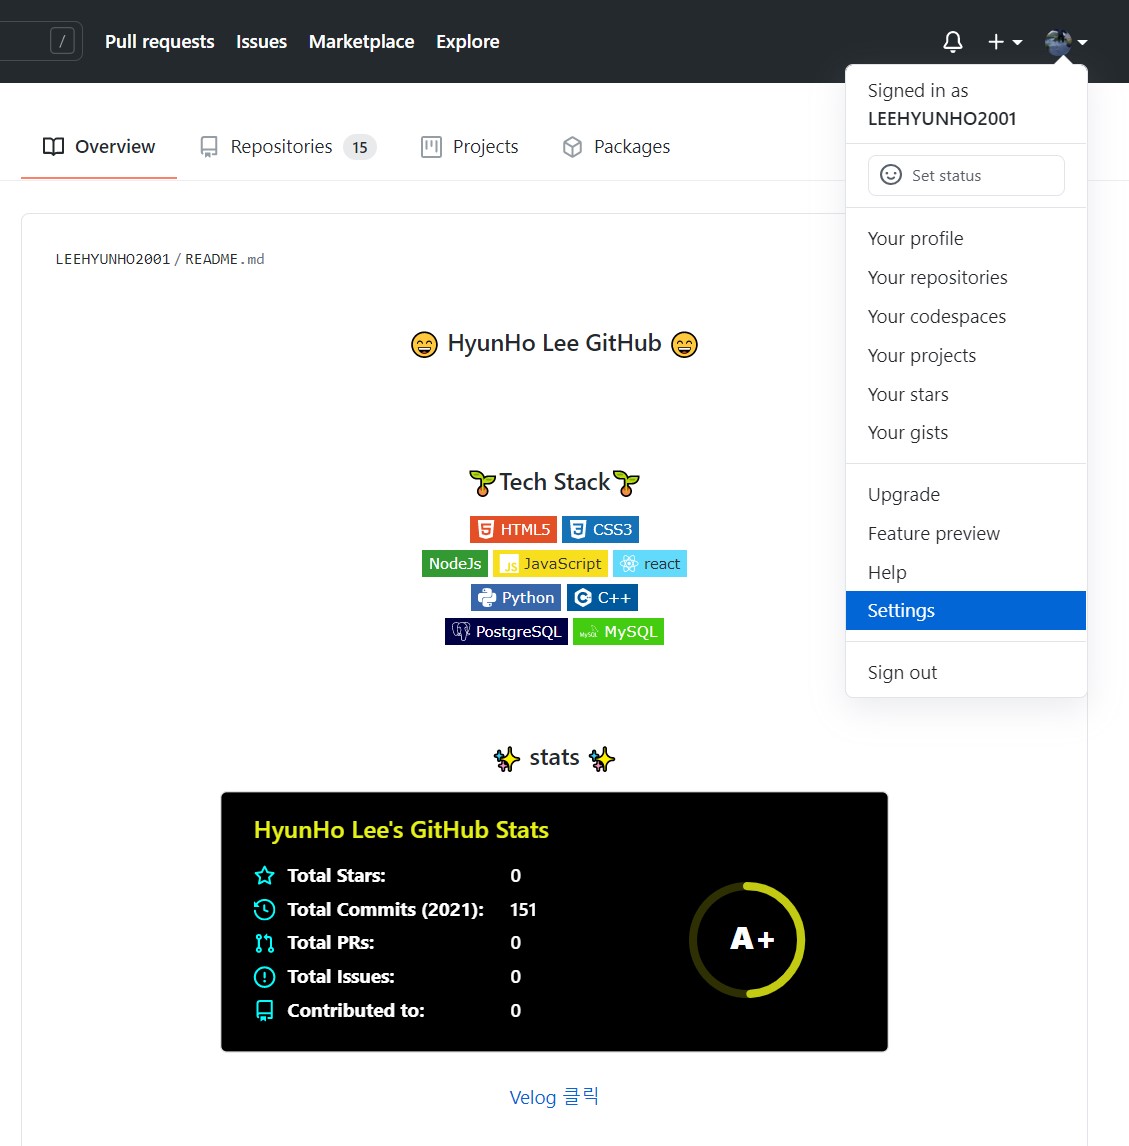 / Pull requests Issues Marketplace Explore
Signed in as
LEEHYUNHO2001
Set status
Your profile
Your repositories
Your codespaces
Your projects
Your stars
Your gists
Upgrade
Feature preview
Help
Settings
Sign out
Overview Repositories 15 Projects Packages
LEEHYUNHO2001 / README.md
HyunHo Lee GitHub
Tech Stack
HTML5 CSS3
NodeJs JS JavaScript react
Python C++
PostgreSQL MySQL MySQL
stats
HyunHo Lee's GitHub Stats
Total Stars: 0
Total Commits (2021): 151
Total PRs: 0
Total Issues: 0
Contributed to: 0
A+
Velog 클릭